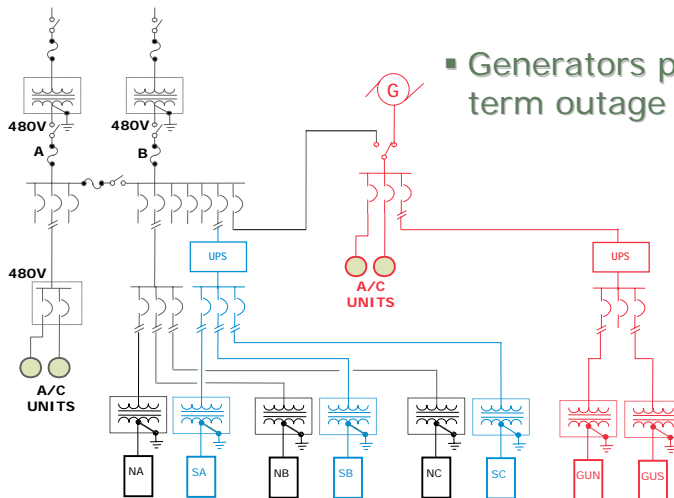 ▪ Generators p
term outage
G
480V
480V
A
B
UPS
UPS
A/C
UNITS
480V
A/C
UNITS
NA
SA
NB
SB
NC
SC
GUN
GUS